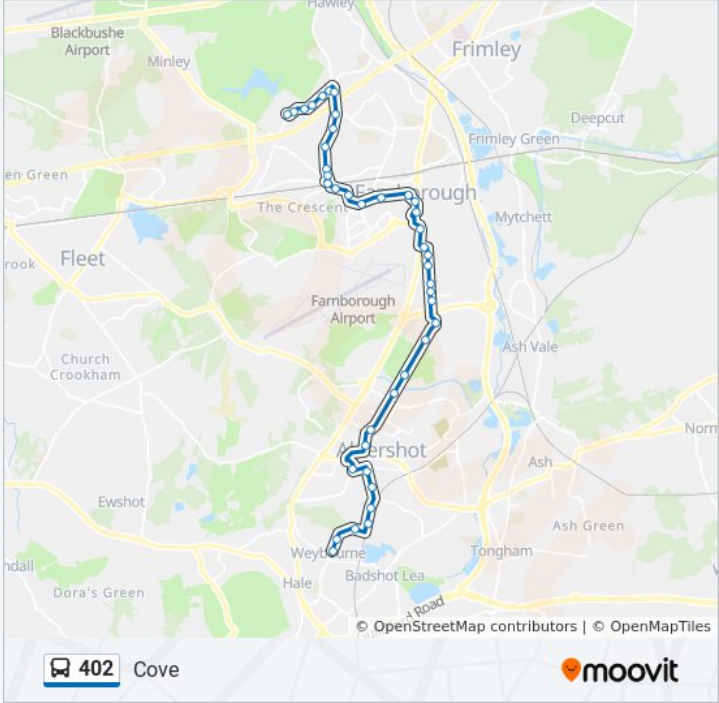 Hawley
Blackbushe
Airport
Frimley
Minley
Deepcut
Frimley Green
en Green
Farnborough
The Crescent
Mytchett
rook
Fleet
Farnborough
Airport
Ash Vale
Church
Crookham
Norm
Aldershot
Ash
Ewshot
Ash Green
Weybourne
Tongham
ndall
Badshot Lea
Hale
Dora's Green
Road
© OpenStreetMap contributors | © OpenMapTiles
402 Cove
moovit